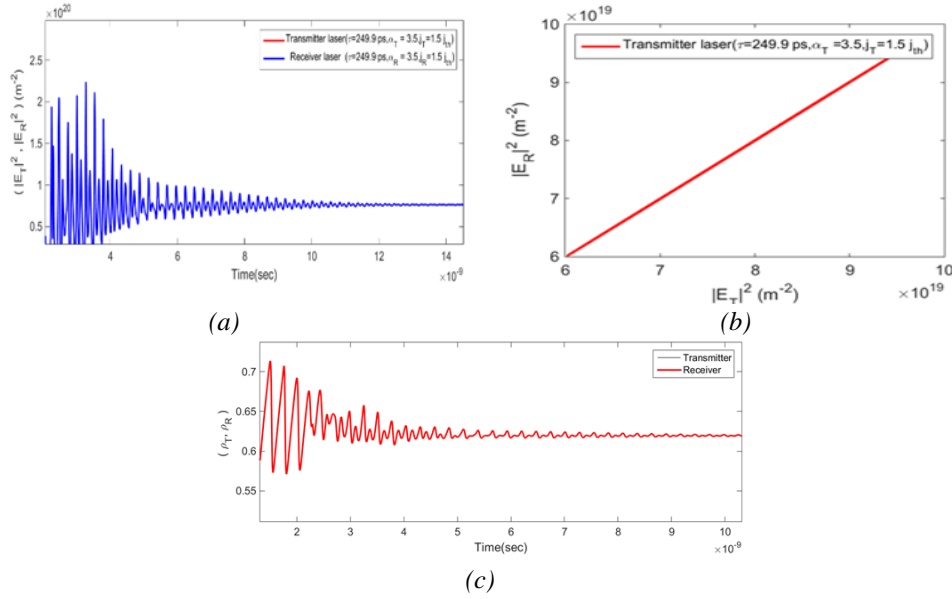 ×10^20
Transmitter laser(τ=249.9 ps,α_T = 3.5,j_T=1.5 j_th)
Receiver laser (τ=249.9 ps,α_R = 3.5,j_R=1.5 j_th)
2.5
2.0
1.5
1.0
0.5
( |E_T|^2 , |E_R|^2 ) (m^-2)
4 6 8 10 12 14
Time(sec)
×10^-9
(a)
×10^19
Transmitter laser(τ=249.9 ps,α_T =3.5,j_T=1.5 j_th)
10
9
8
7
6
|E_R|^2 (m^-2)
6 7 8 9 10
|E_T|^2 (m^-2)
×10^19
(b)
Transmitter
Receiver
0.7
0.65
0.6
0.55
( ρ_T, ρ_R )
2 3 4 5 6 7 8 9 10
Time(sec)
×10^-9
(c)